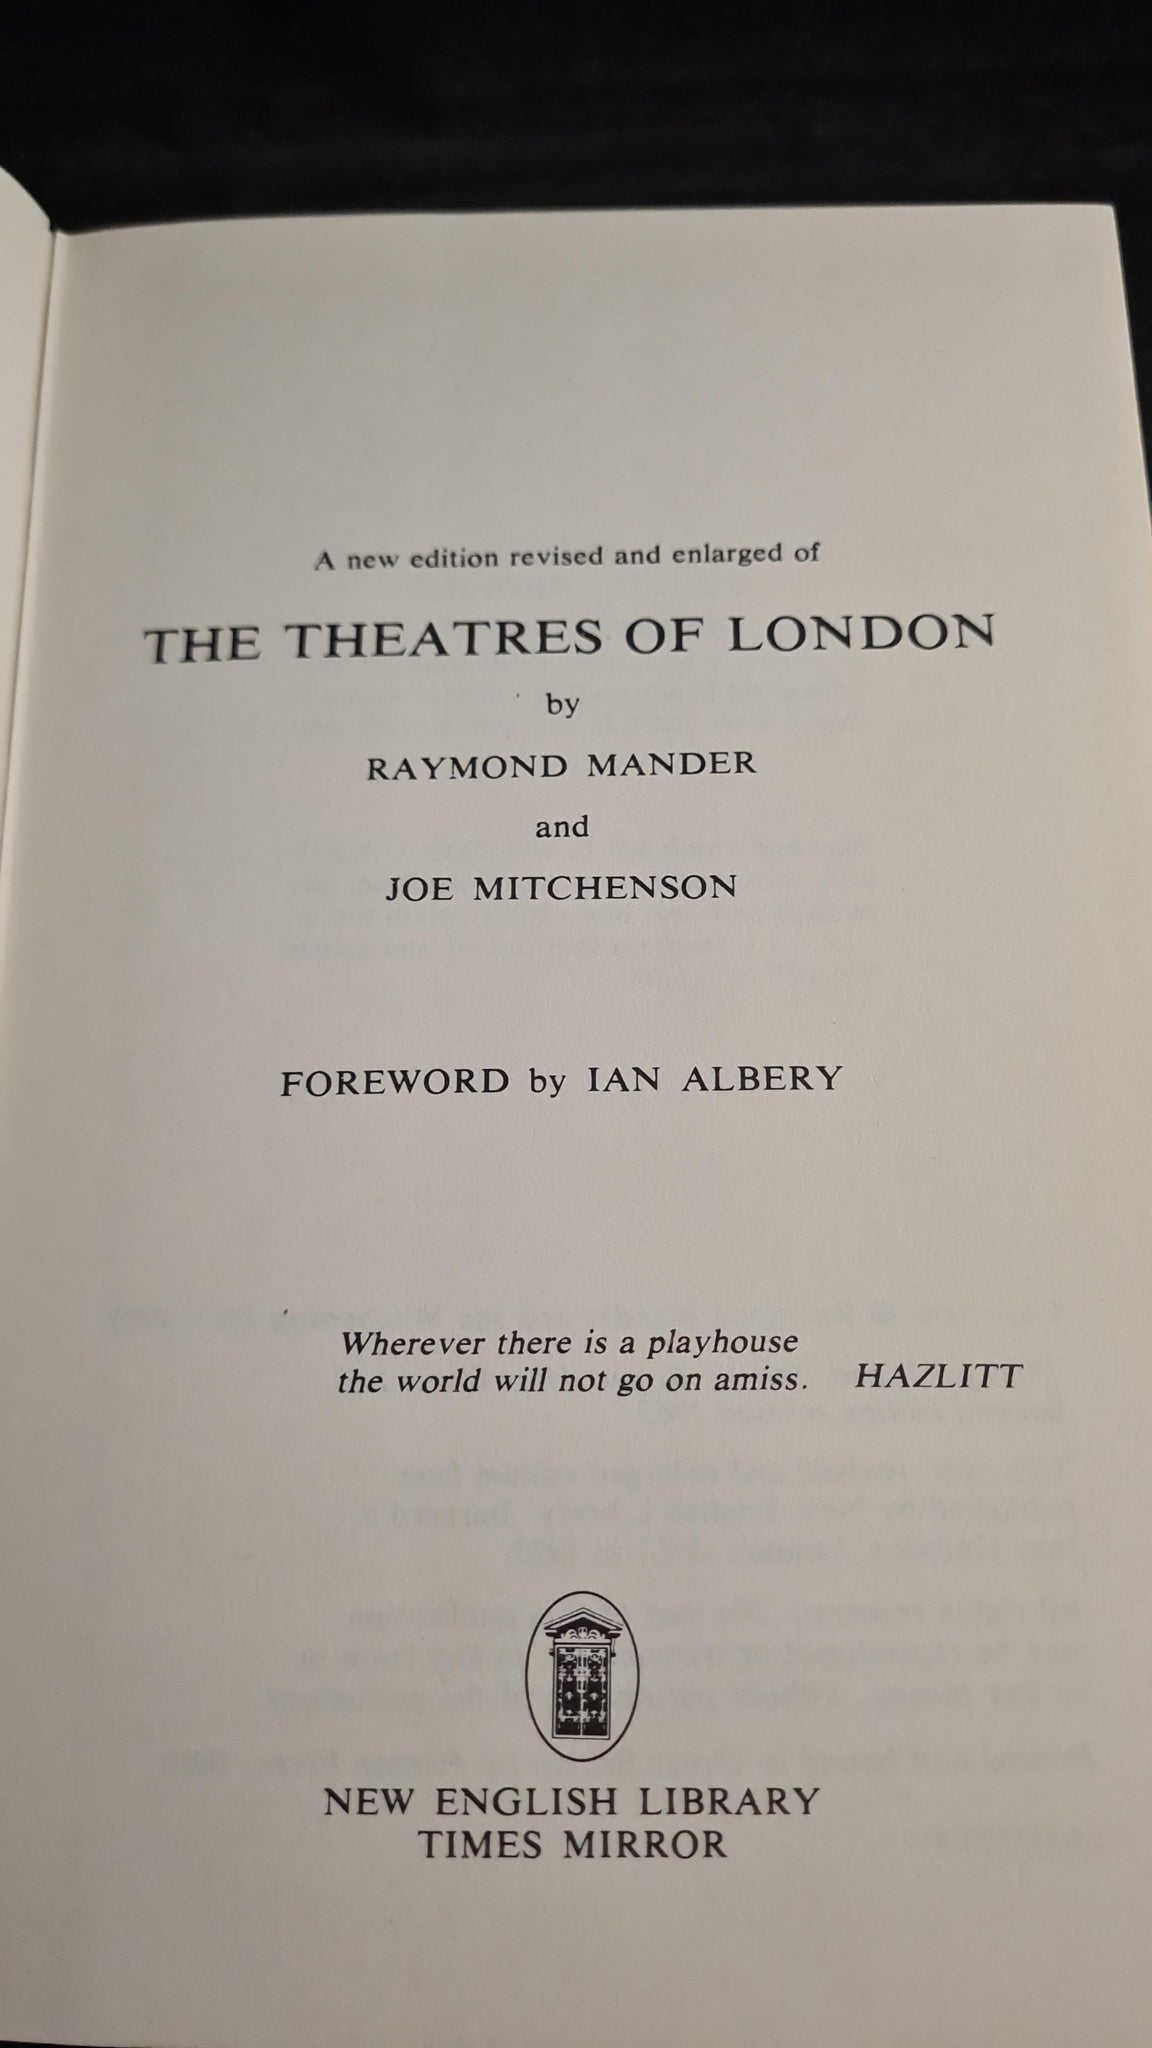 A new edition revised and enlarged of
THE THEATRES OF LONDON
by
RAYMOND MANDER
and
JOE MITCHENSON
FOREWORD by IAN ALBERY
Wherever there is a playhouse
the world will not go on amiss. HAZLITT
NEW ENGLISH LIBRARY
TIMES MIRROR